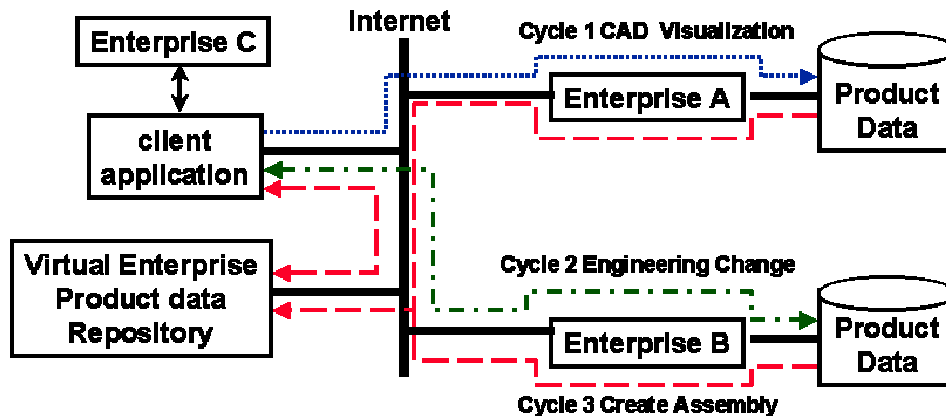 Internet
Enterprise C
Cycle 1 CAD Visualization
Enterprise A
Product
Data
client
application
Virtual Enterprise
Product data
Repository
Cycle 2 Engineering Change
Enterprise B
Product
Data
Cycle 3 Create Assembly